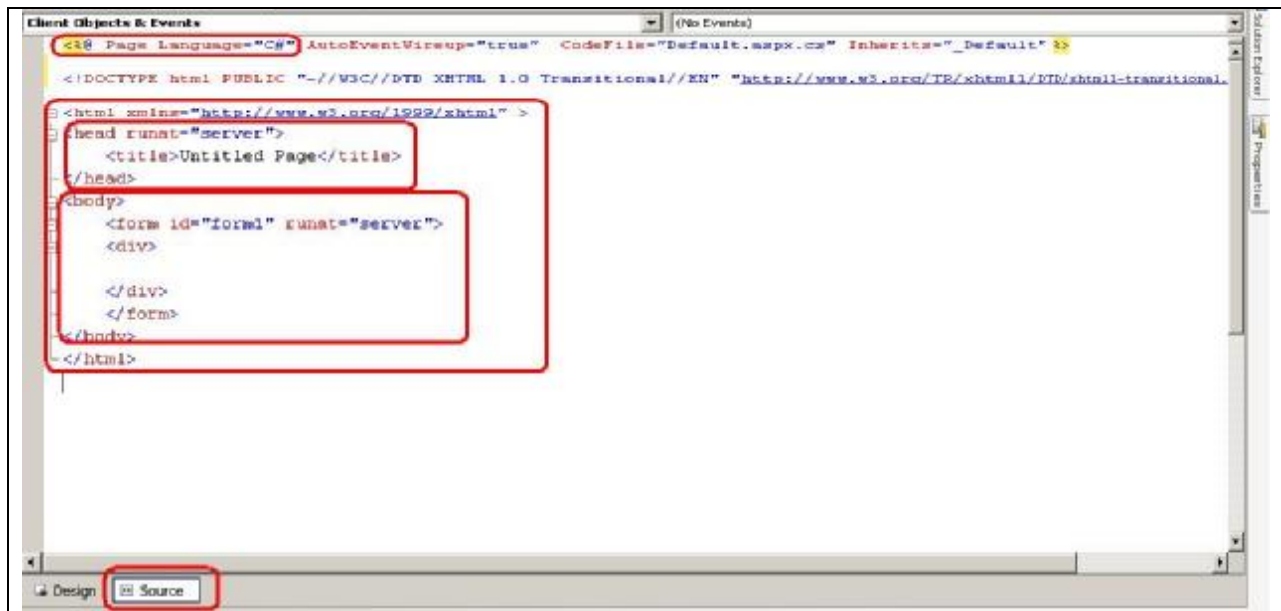 Client Objects & Events
(No Events)
<%@ Page Language="C#" AutoEventWireup="true" CodeFile="Default.aspx.cs" Inherits="_Default" %>
<!DOCTYPE html PUBLIC "-//W3C//DTD XHTML 1.0 Transitional//EN" "http://www.w3.org/TR/xhtml1/DTD/xhtml1-transitional.
<html xmlns="http://www.w3.org/1999/xhtml" >
<head runat="server">
<title>Untitled Page</title>
</head>
<body>
<form id="form1" runat="server">
<div>
</div>
</form>
</body>
</html>
Design
Source
Solution Explorer
Properties